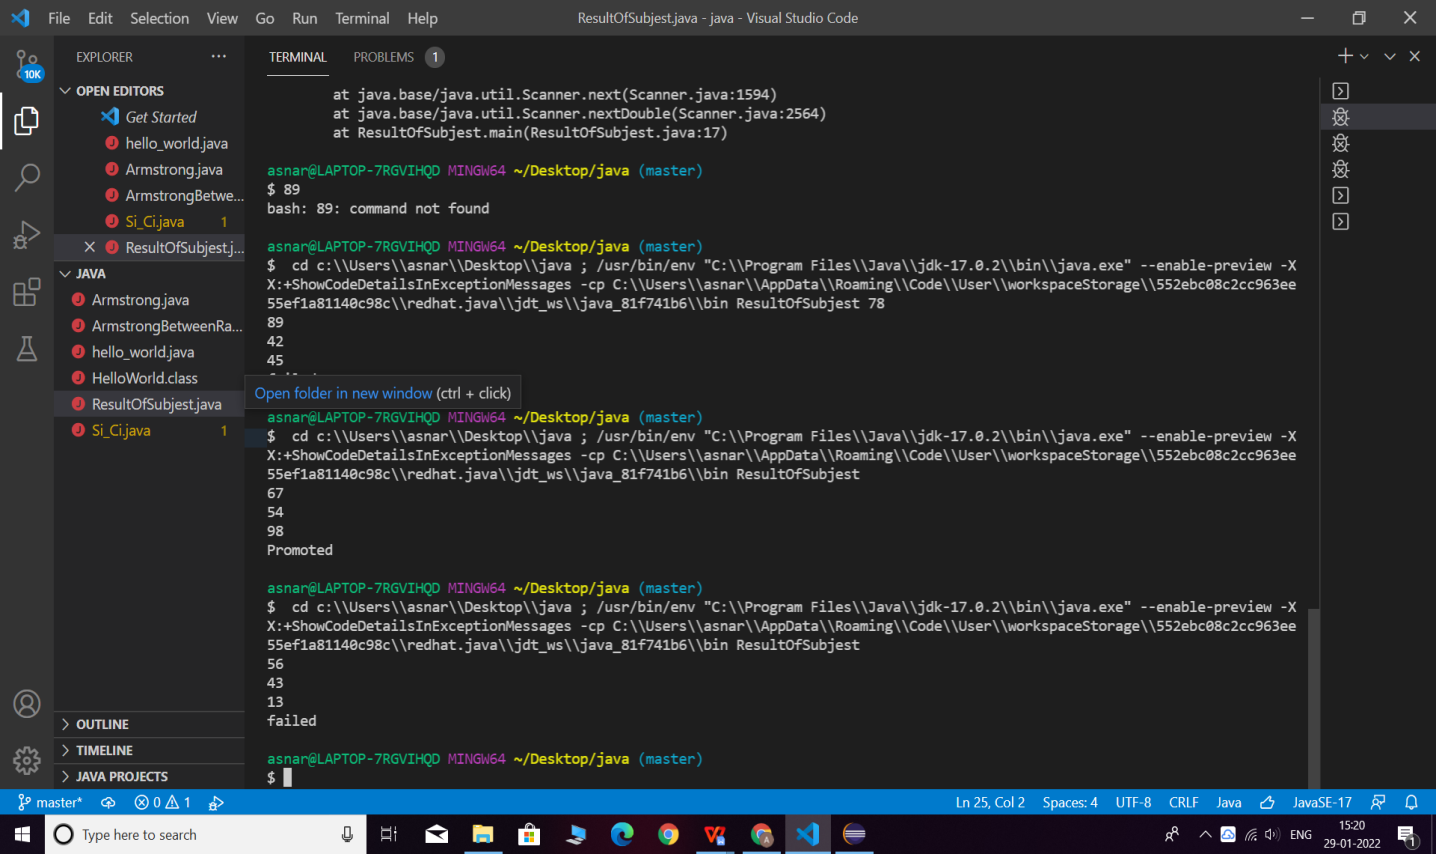 File Edit Selection View Go Run Terminal Help
ResultOfSubjest.java - java - Visual Studio Code
10K
EXPLORER
OPEN EDITORS
Get Started
hello_world.java
Armstrong.java
ArmstrongBetwe...
Si_Ci.java 1
ResultOfSubjest.j...
JAVA
Armstrong.java
ArmstrongBetweenRa...
hello_world.java
HelloWorld.class
ResultOfSubjest.java
Si_Ci.java 1
OUTLINE
TIMELINE
JAVA PROJECTS
TERMINAL PROBLEMS 1
at java.base/java.util.Scanner.next(Scanner.java:1594)
at java.base/java.util.Scanner.nextDouble(Scanner.java:2564)
at ResultOfSubjest.main(ResultOfSubjest.java:17)
asnar@LAPTOP-7RGVIHQD MINGW64 ~/Desktop/java (master)
$ 89
bash: 89: command not found
asnar@LAPTOP-7RGVIHQD MINGW64 ~/Desktop/java (master)
$  cd c:\\Users\\asnar\\Desktop\\java ; /usr/bin/env "C:\\Program Files\\Java\\jdk-17.0.2\\bin\\java.exe" --enable-preview -X
X:+ShowCodeDetailsInExceptionMessages -cp C:\\Users\\asnar\\AppData\\Roaming\\Code\\User\\workspaceStorage\\552ebc08c2cc963ee
55ef1a81140c98c\\redhat.java\\jdt_ws\\java_81f741b6\\bin ResultOfSubjest 78
89
42
45
Open folder in new window (ctrl + click)
asnar@LAPTOP-7RGVIHQD MINGW64 ~/Desktop/java (master)
$  cd c:\\Users\\asnar\\Desktop\\java ; /usr/bin/env "C:\\Program Files\\Java\\jdk-17.0.2\\bin\\java.exe" --enable-preview -X
X:+ShowCodeDetailsInExceptionMessages -cp C:\\Users\\asnar\\AppData\\Roaming\\Code\\User\\workspaceStorage\\552ebc08c2cc963ee
55ef1a81140c98c\\redhat.java\\jdt_ws\\java_81f741b6\\bin ResultOfSubjest
67
54
98
Promoted
asnar@LAPTOP-7RGVIHQD MINGW64 ~/Desktop/java (master)
$  cd c:\\Users\\asnar\\Desktop\\java ; /usr/bin/env "C:\\Program Files\\Java\\jdk-17.0.2\\bin\\java.exe" --enable-preview -X
X:+ShowCodeDetailsInExceptionMessages -cp C:\\Users\\asnar\\AppData\\Roaming\\Code\\User\\workspaceStorage\\552ebc08c2cc963ee
55ef1a81140c98c\\redhat.java\\jdt_ws\\java_81f741b6\\bin ResultOfSubjest
56
43
13
failed
asnar@LAPTOP-7RGVIHQD MINGW64 ~/Desktop/java (master)
$
master* 0 1
Ln 25, Col 2 Spaces: 4 UTF-8 CRLF Java JavaSE-17
Type here to search
ENG
15:20
29-01-2022
1